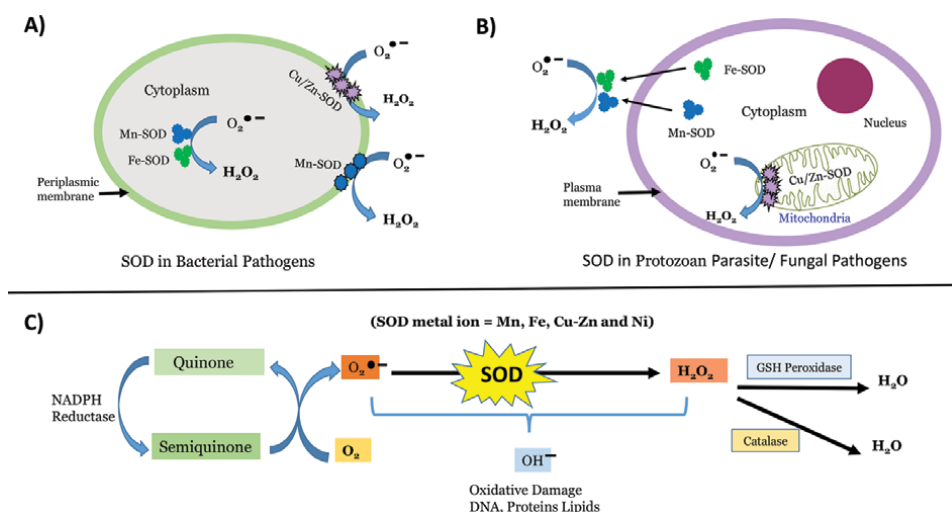 A)
O₂•−
Cytoplasm
Cu/Zn-SOD
H₂O₂
Mn-SOD
O₂•−
Fe-SOD
H₂O₂
Mn-SOD
O₂•−
Periplasmic
membrane
H₂O₂
SOD in Bacterial Pathogens
B)
O₂•−
Fe-SOD
Cytoplasm
H₂O₂
Mn-SOD
Nucleus
O₂•−
Cu/Zn-SOD
Plasma
membrane
H₂O₂
Mitochondria
SOD in Protozoan Parasite/ Fungal Pathogens
C)
(SOD metal ion = Mn, Fe, Cu-Zn and Ni)
Quinone
O₂•−
SOD
H₂O₂
GSH Peroxidase
H₂O
NADPH
Reductase
Semiquinone
O₂
OH−
Catalase
H₂O
Oxidative Damage
DNA, Proteins Lipids